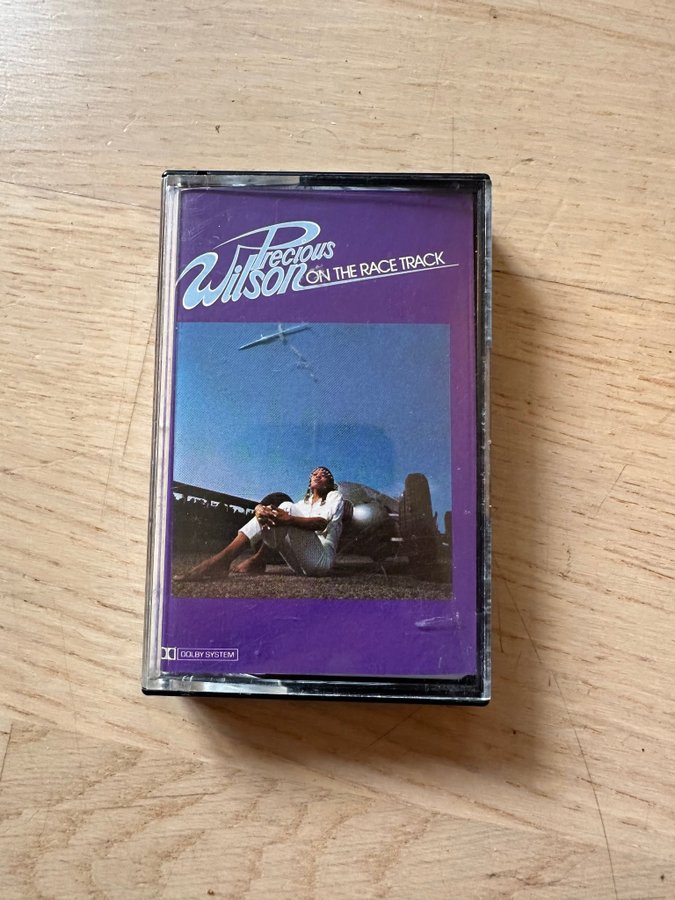 Precious
Wilson ON THE RACE TRACK
DOLBY SYSTEM